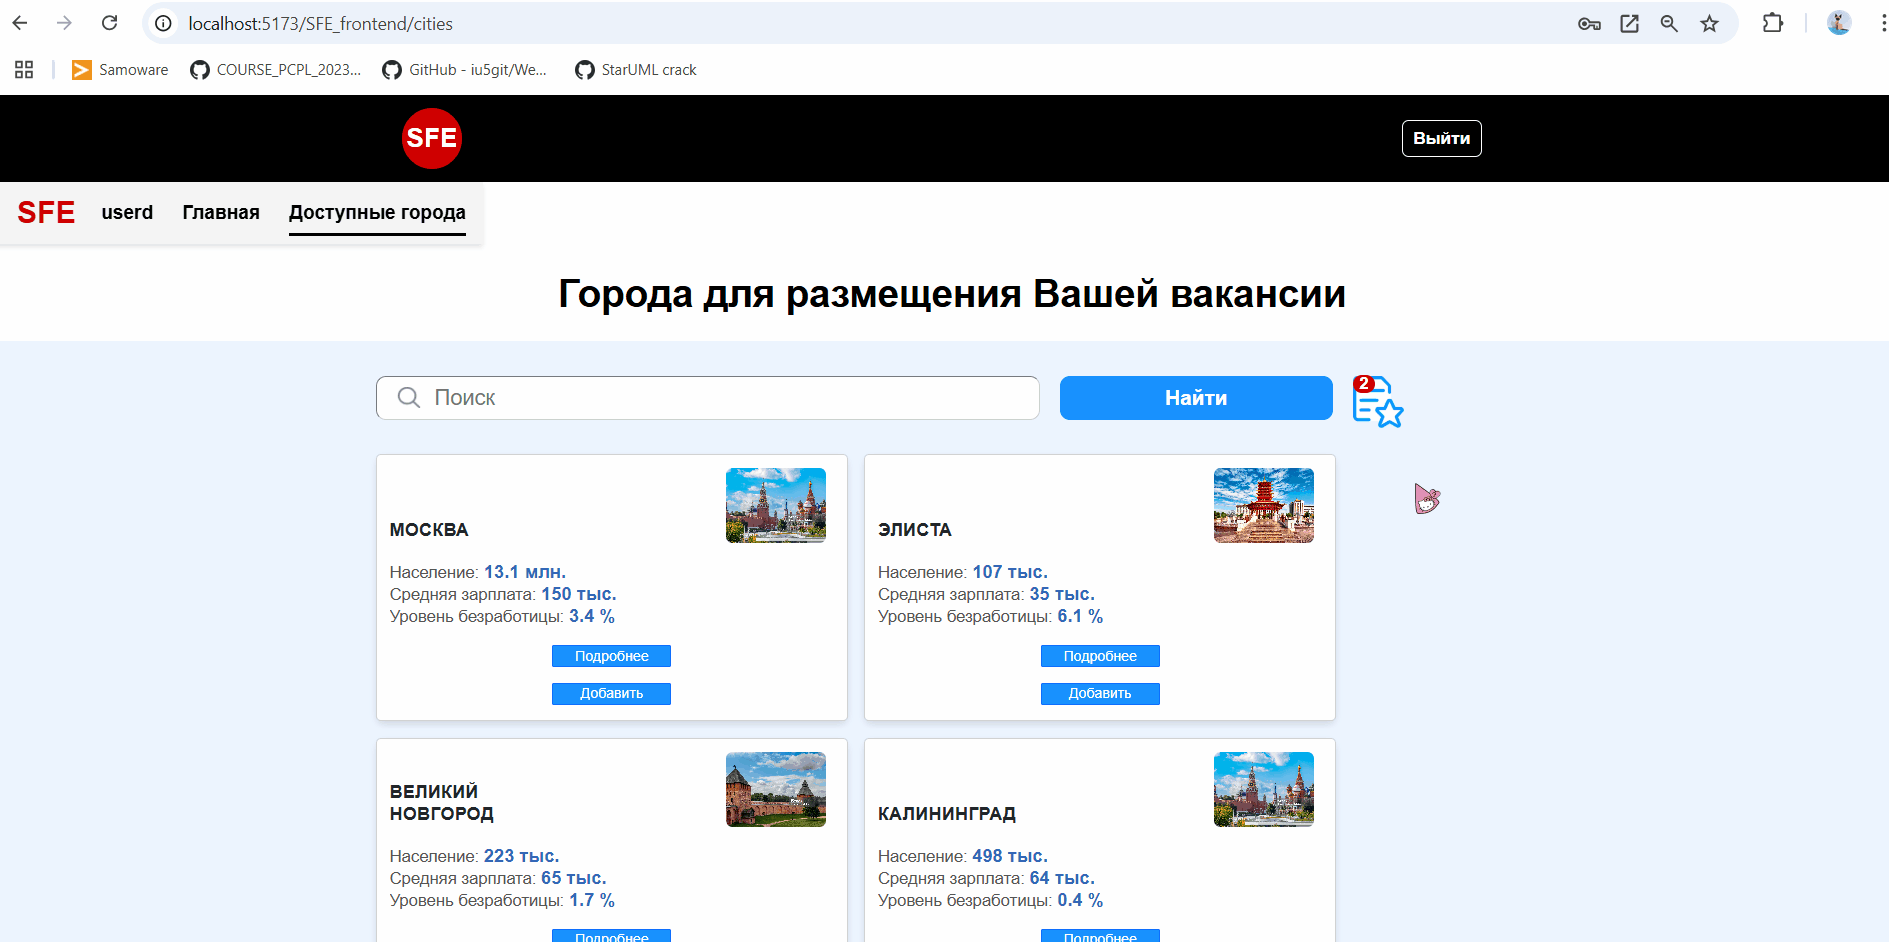 localhost:5173/SFE_frontend/cities
Samoware COURSE_PCPL_2023... GitHub - iu5git/We... StarUML crack
SFE Выйти
SFE userd Главная Доступные города
Города для размещения Вашей вакансии
Поиск Найти 2
МОСКВА
Население: 13.1 млн.
Средняя зарплата: 150 тыс.
Уровень безработицы: 3.4 %
Подробнее
Добавить
ЭЛИСТА
Население: 107 тыс.
Средняя зарплата: 35 тыс.
Уровень безработицы: 6.1 %
Подробнее
Добавить
ВЕЛИКИЙ
НОВГОРОД
Население: 223 тыс.
Средняя зарплата: 65 тыс.
Уровень безработицы: 1.7 %
Подробнее
КАЛИНИНГРАД
Население: 498 тыс.
Средняя зарплата: 64 тыс.
Уровень безработицы: 0.4 %
Подробнее